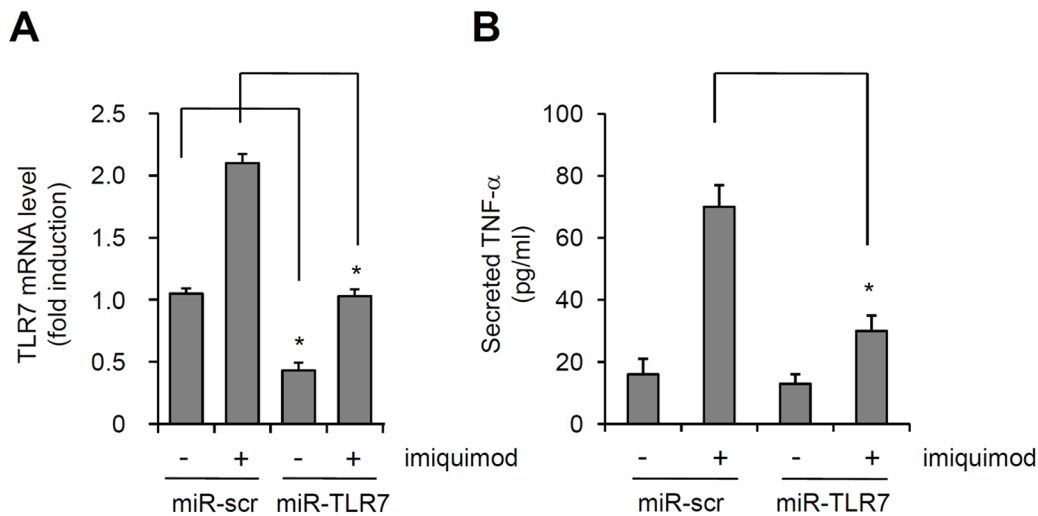 A
TLR7 mRNA level
(fold induction)
2.5
2.0
1.5
1.0
0.5
0
*
*
- + - + imiquimod
miR-scr miR-TLR7
B
Secreted TNF-α
(pg/ml)
100
80
60
40
20
0
*
- + - + imiquimod
miR-scr miR-TLR7